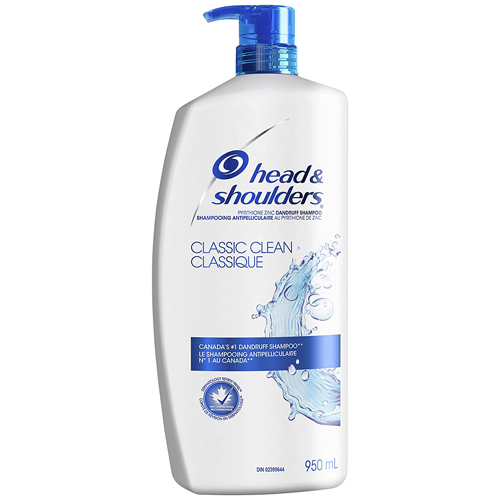 head &
shoulders®
PYRITHIONE ZINC DANDRUFF SHAMPOO
SHAMPOOING ANTIPELLICULAIRE AU PYRITHIONE DE ZINC
CLASSIC CLEAN
CLASSIQUE
CANADA'S #1 DANDRUFF SHAMPOO**
LE SHAMPOOING ANTIPELLICULAIRE
N° 1 AU CANADA**
DIN 02399644
950 mL